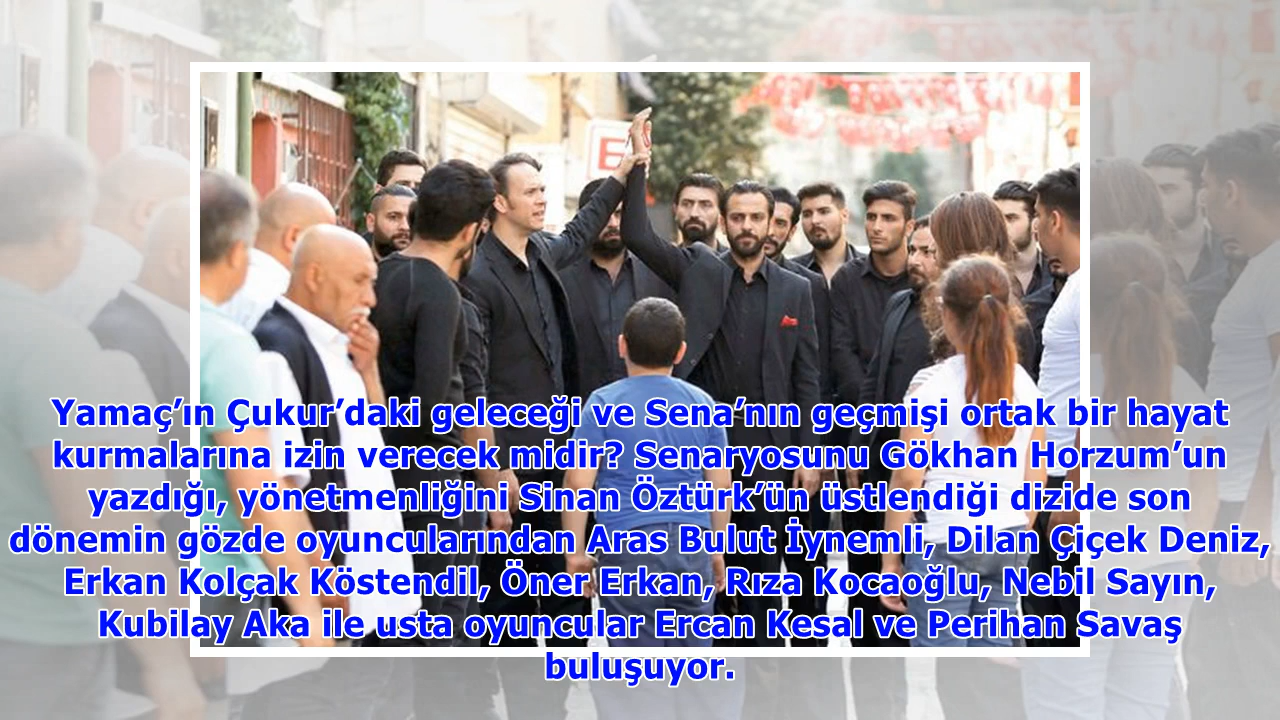 E
Yamaç’ın Çukur’daki geleceği ve Sena’nın geçmişi ortak bir hayat
kurmalarına izin verecek midir? Senaryosunu Gökhan Horzum’un
yazdığı, yönetmenliğini Sinan Öztürk’ün üstlendiği dizide son
dönemin gözde oyuncularından Aras Bulut İynemli, Dilan Çiçek Deniz,
Erkan Kolçak Köstendil, Öner Erkan, Rıza Kocaoğlu, Nebil Sayın,
Kubilay Aka ile usta oyuncular Ercan Kesal ve Perihan Savaş
buluşuyor.